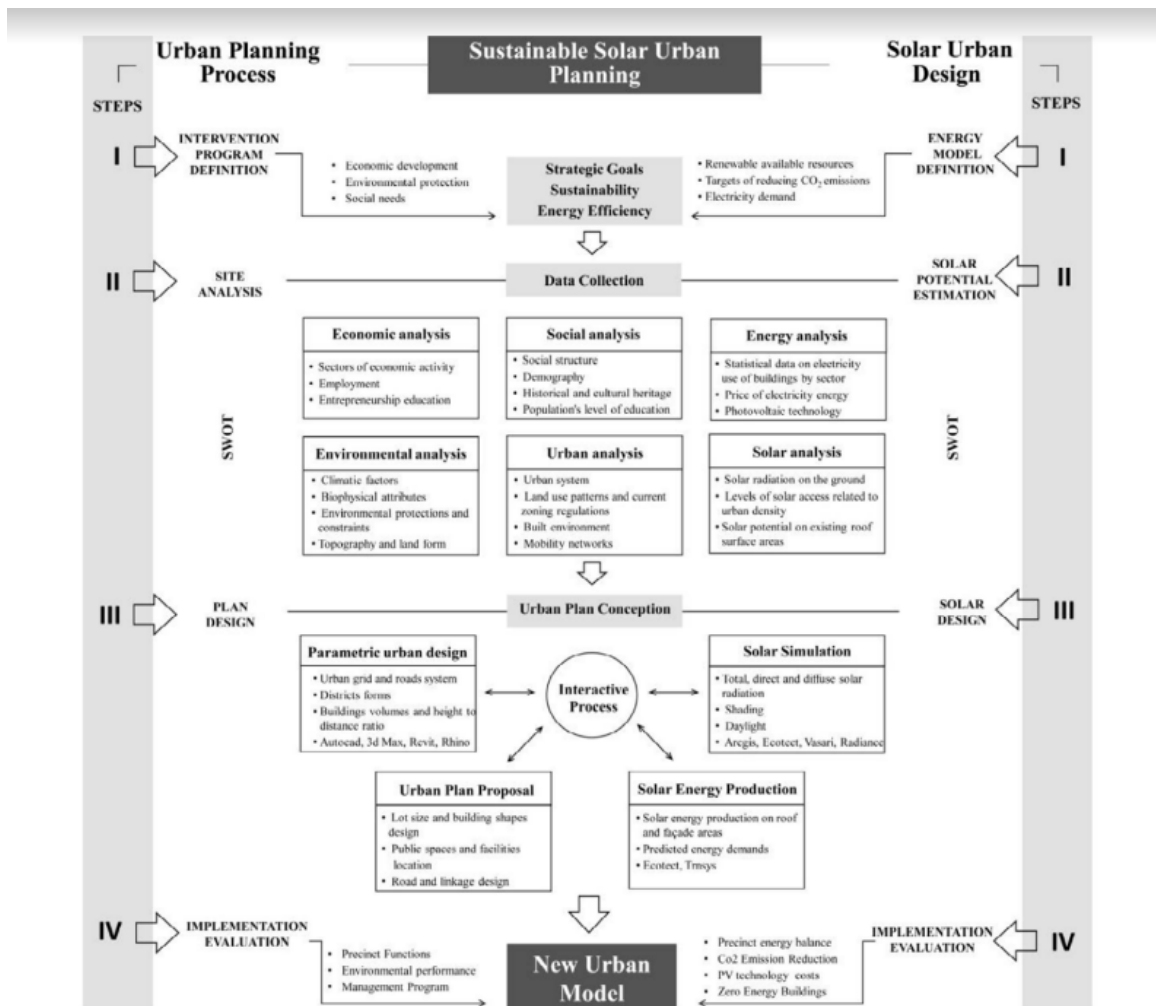 Urban Planning
Process
Sustainable Solar Urban
Planning
Solar Urban
Design
STEPS
STEPS
I
INTERVENTION
PROGRAM
DEFINITION
• Economic development
• Environmental protection
• Social needs
Strategic Goals
Sustainability
Energy Efficiency
• Renewable available resources
• Targets of reducing CO2 emissions
• Electricity demand
ENERGY
MODEL
DEFINITION
I
II
SITE
ANALYSIS
Data Collection
SOLAR
POTENTIAL
ESTIMATION
II
SWOT
Economic analysis
• Sectors of economic activity
• Employment
• Entrepreneurship education
Social analysis
• Social structure
• Demography
• Historical and cultural heritage
• Population's level of education
Energy analysis
• Statistical data on electricity
use of buildings by sector
• Price of electricity energy
• Photovoltaic technology
SWOT
Environmental analysis
• Climatic factors
• Biophysical attributes
• Environmental protections and
constraints
• Topography and land form
Urban analysis
• Urban system
• Land use patterns and current
zoning regulations
• Built environment
• Mobility networks
Solar analysis
• Solar radiation on the ground
• Levels of solar access related to
urban density
• Solar potential on existing roof
surface areas
III
PLAN
DESIGN
Urban Plan Conception
SOLAR
DESIGN
III
Parametric urban design
• Urban grid and roads system
• Districts forms
• Buildings volumes and height to
distance ratio
• Autocad, 3d Max, Revit, Rhino
Interactive
Process
Solar Simulation
• Total, direct and diffuse solar
radiation
• Shading
• Daylight
• Arcgis, Ecotect, Vasari, Radiance
Urban Plan Proposal
• Lot size and building shapes
design
• Public spaces and facilities
location
• Road and linkage design
Solar Energy Production
• Solar energy production on roof
and façade areas
• Predicted energy demands
• Ecotect, Trnsys
IV
IMPLEMENTATION
EVALUATION
• Precinct Functions
• Environmental performance
• Management Program
New Urban
Model
• Precinct energy balance
• Co2 Emission Reduction
• PV technology costs
• Zero Energy Buildings
IMPLEMENTATION
EVALUATION
IV